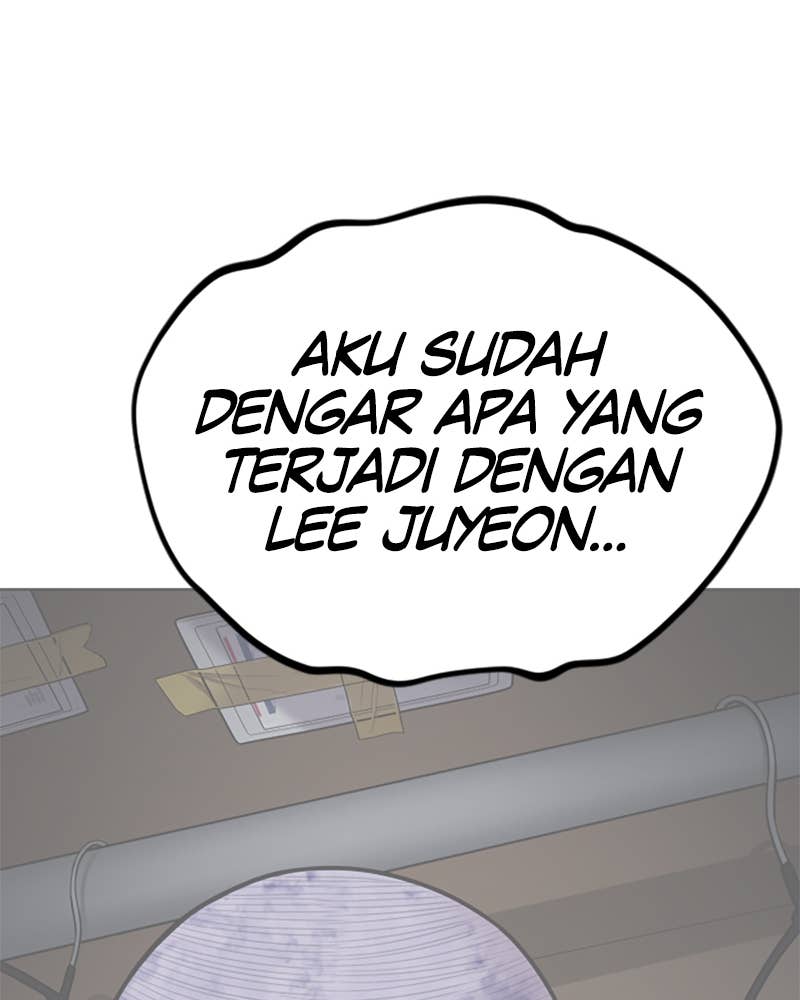 AKU SUDAH
DENGAR APA YANG
TERJADI DENGAN
LEE JUYEON...